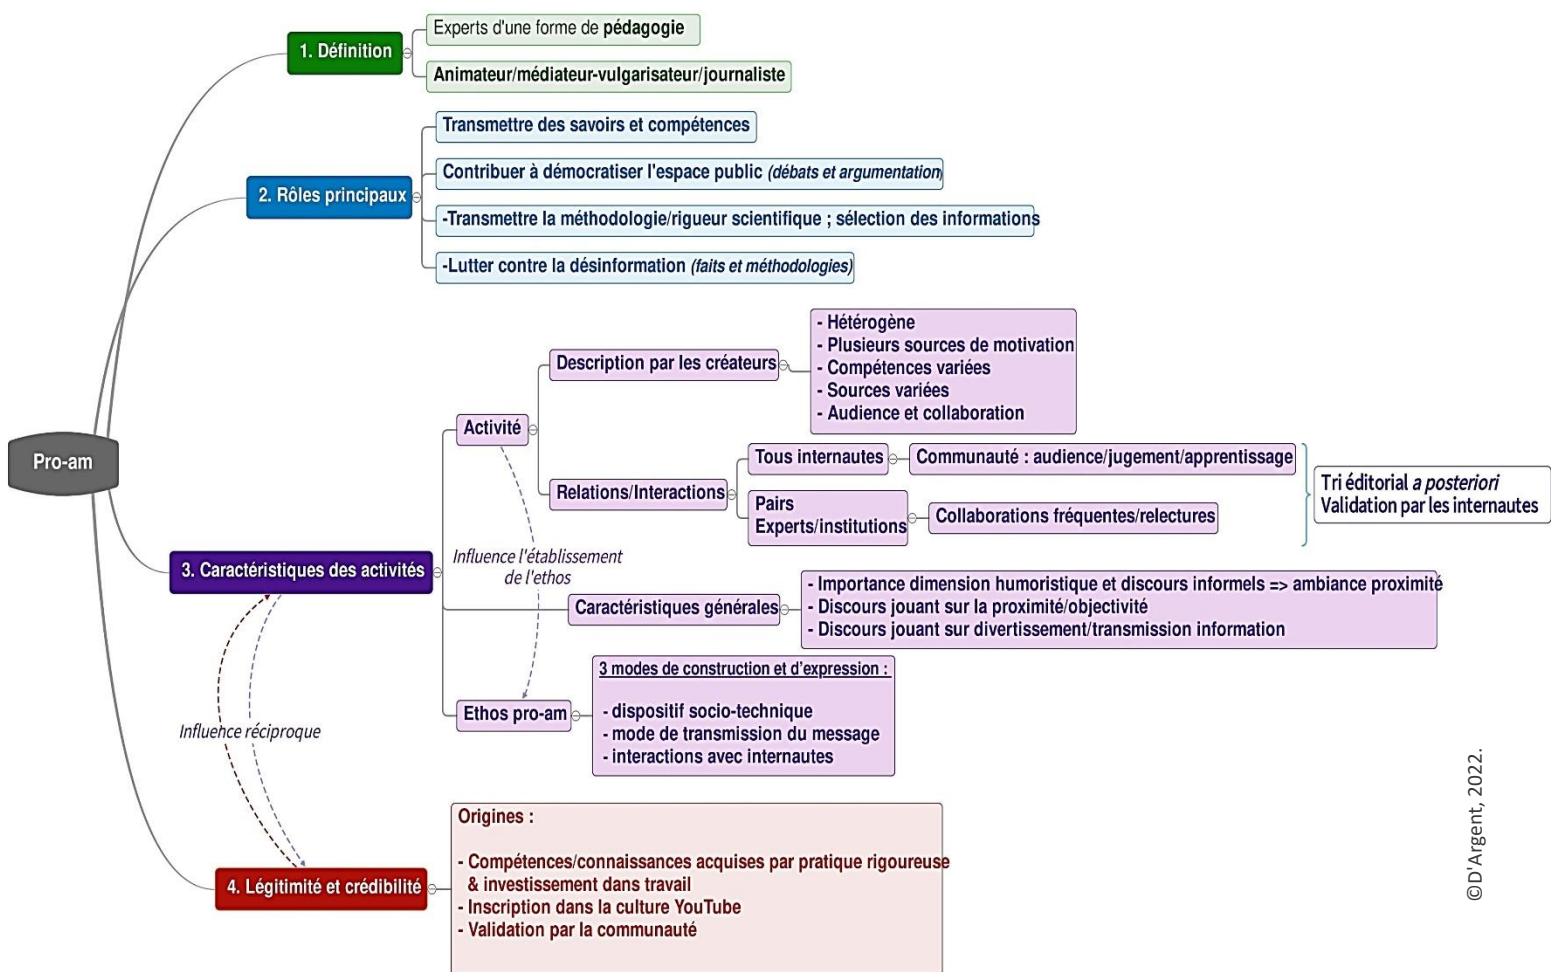 Pro-am
1. Définition
Experts d'une forme de pédagogie
Animateur/médiateur-vulgarisateur/journaliste
2. Rôles principaux
Transmettre des savoirs et compétences
Contribuer à démocratiser l'espace public (débats et argumentation)
-Transmettre la méthodologie/rigueur scientifique ; sélection des informations
-Lutter contre la désinformation (faits et méthodologies)
3. Caractéristiques des activités
Activité
Description par les créateurs
- Hétérogène
- Plusieurs sources de motivation
- Compétences variées
- Sources variées
- Audience et collaboration
Relations/Interactions
Tous internautes
Communauté : audience/jugement/apprentissage
Pairs
Experts/institutions
Collaborations fréquentes/relectures
Tri éditorial a posteriori
Validation par les internautes
Influence l'établissement
de l'ethos
Caractéristiques générales
- Importance dimension humoristique et discours informels => ambiance proximité
- Discours jouant sur la proximité/objectivité
- Discours jouant sur divertissement/transmission information
Ethos pro-am
3 modes de construction et d'expression :
- dispositif socio-technique
- mode de transmission du message
- interactions avec internautes
Influence réciproque
4. Légitimité et crédibilité
Origines :
- Compétences/connaissances acquises par pratique rigoureuse
& investissement dans travail
- Inscription dans la culture YouTube
- Validation par la communauté
©D'Argent, 2022.